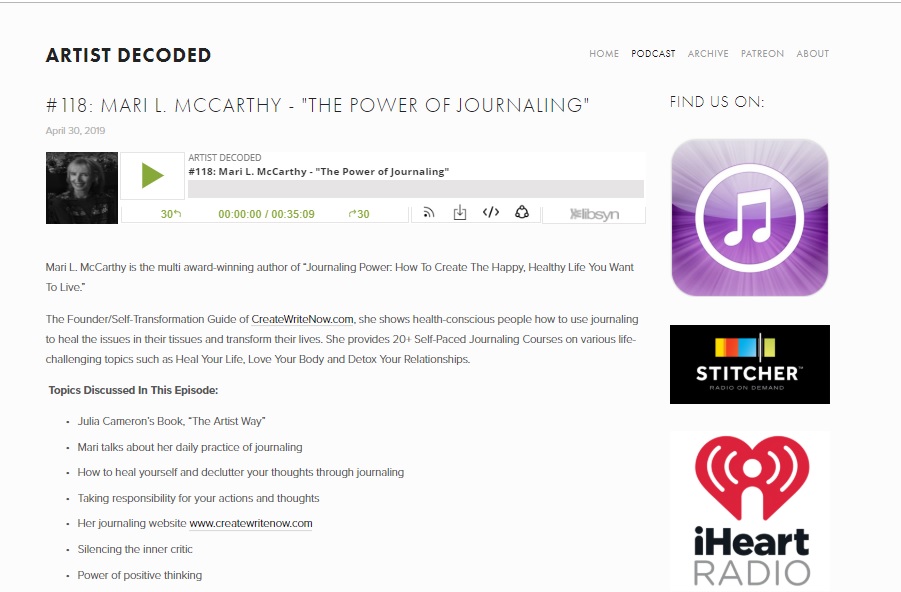 ARTIST DECODED
HOME PODCAST ARCHIVE PATREON ABOUT
#118: MARI L. MCCARTHY - "THE POWER OF JOURNALING"
April 30, 2019
ARTIST DECODED
#118: Mari L. McCarthy - "The Power of Journaling"
30 00:00:00 / 00:35:09 30
libsyn
Mari L. McCarthy is the multi award-winning author of “Journaling Power: How To Create The Happy, Healthy Life You Want
To Live.”
The Founder/Self-Transformation Guide of CreateWriteNow.com, she shows health-conscious people how to use journaling
to heal the issues in their tissues and transform their lives. She provides 20+ Self-Paced Journaling Courses on various life-
challenging topics such as Heal Your Life, Love Your Body and Detox Your Relationships.
Topics Discussed In This Episode:
• Julia Cameron’s Book, “The Artist Way”
• Mari talks about her daily practice of journaling
• How to heal yourself and declutter your thoughts through journaling
• Taking responsibility for your actions and thoughts
• Her journaling website www.createwritenow.com
• Silencing the inner critic
• Power of positive thinking
FIND US ON:
STITCHER™
RADIO ON DEMAND
iHeart
RADIO